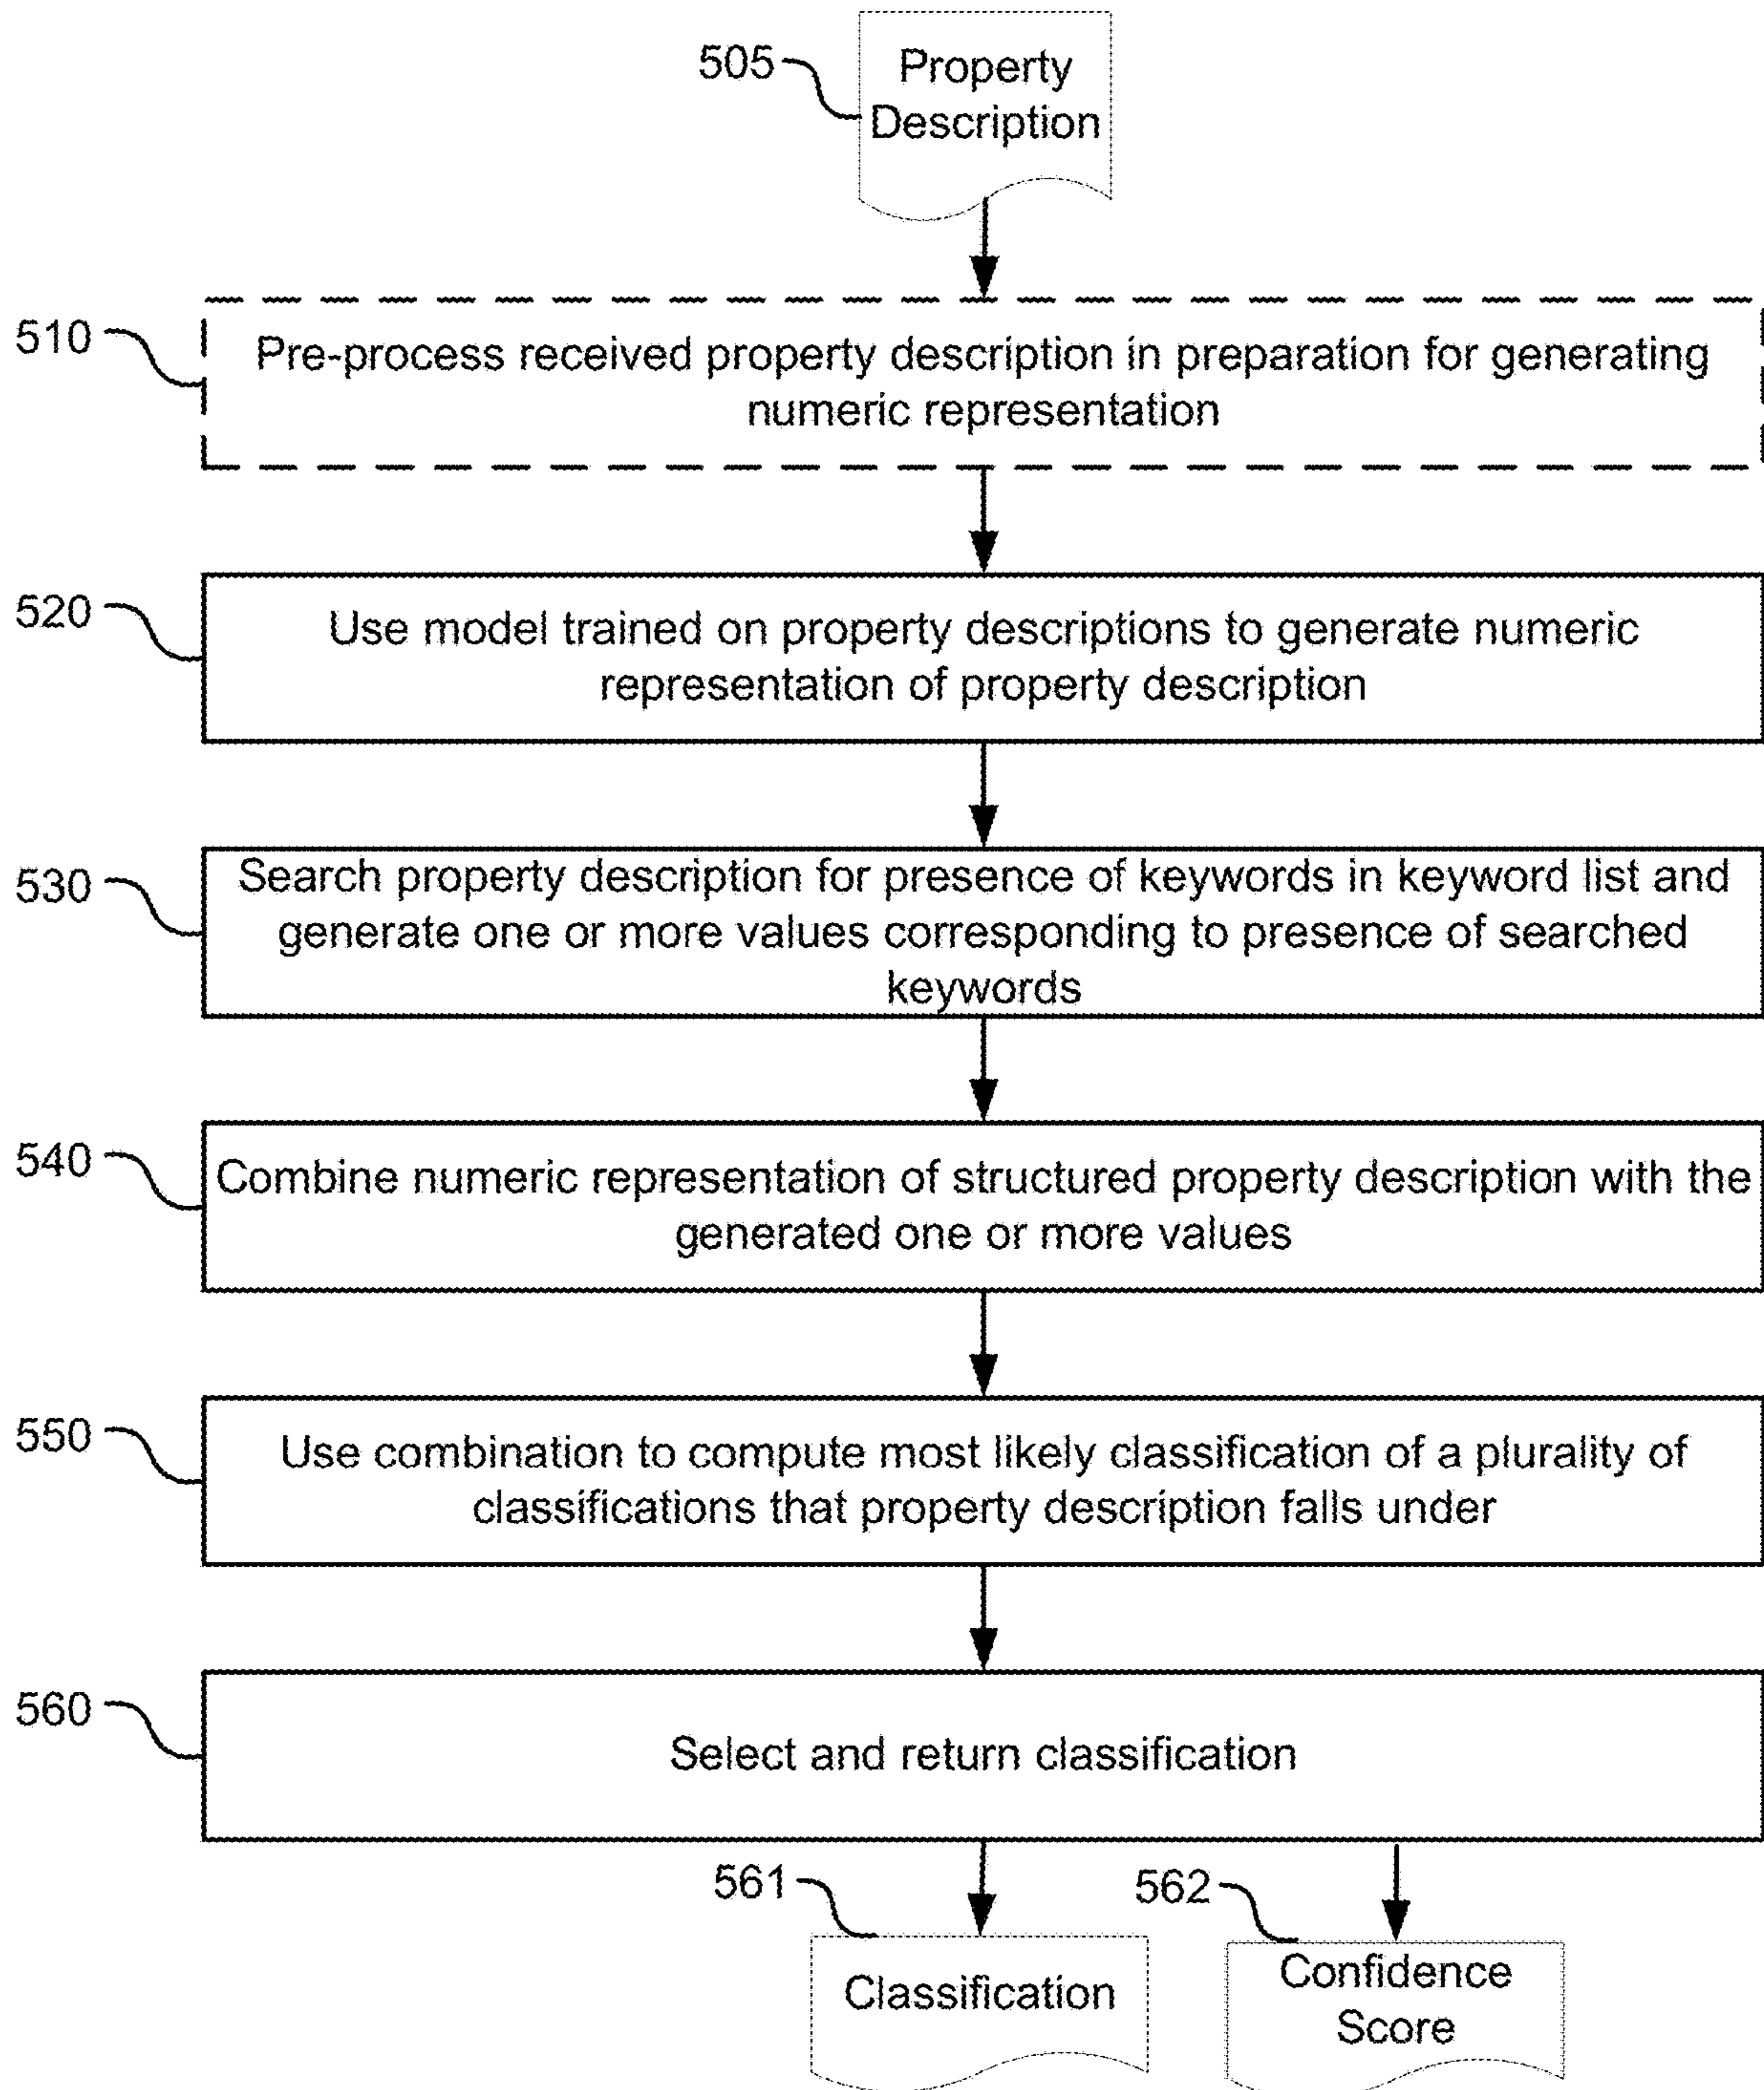 505
Property
Description
510
Pre-process received property description in preparation for generating
numeric representation
520
Use model trained on property descriptions to generate numeric
representation of property description
530
Search property description for presence of keywords in keyword list and
generate one or more values corresponding to presence of searched
keywords
540
Combine numeric representation of structured property description with the
generated one or more values
550
Use combination to compute most likely classification of a plurality of
classifications that property description falls under
560
Select and return classification
561
562
Classification
Confidence
Score